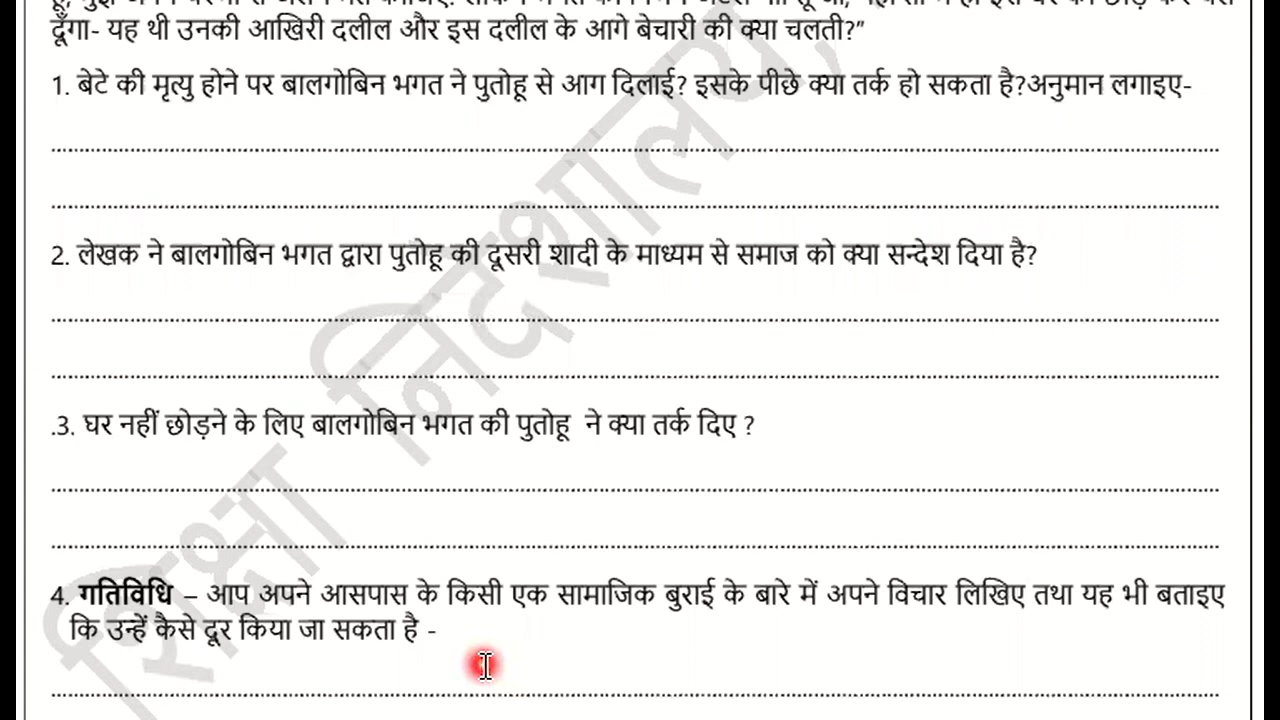 दूँगा- यह थी उनकी आखिरी दलील और इस दलील के आगे बेचारी की क्या चलती?”
1. बेटे की मृत्यु होने पर बालगोबिन भगत ने पुतोहू से आग दिलाई? इसके पीछे क्या तर्क हो सकता है?अनुमान लगाइए-
2. लेखक ने बालगोबिन भगत द्वारा पुतोहू की दूसरी शादी के माध्यम से समाज को क्या सन्देश दिया है?
.3. घर नहीं छोड़ने के लिए बालगोबिन भगत की पुतोहू ने क्या तर्क दिए ?
4. गतिविधि – आप अपने आसपास के किसी एक सामाजिक बुराई के बारे में अपने विचार लिखिए तथा यह भी बताइए
कि उन्हें कैसे दूर किया जा सकता है -
शिक्षा निदेशालय,